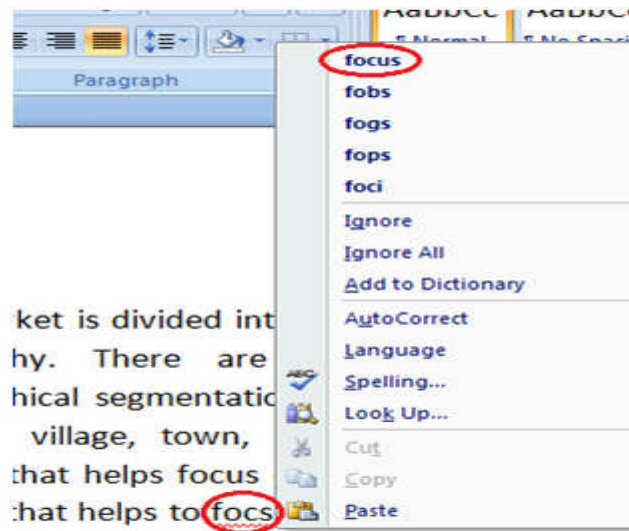 AaBbCc AaBbC
¶ Normal ¶ No Spaci
Paragraph
focus
fobs
fogs
fops
foci
Ignore
Ignore All
Add to Dictionary
AutoCorrect
Language
Spelling...
Look Up...
Cut
Copy
Paste
ket is divided int
hy. There are
hical segmentatic
village, town,
that helps focus
that helps to focs